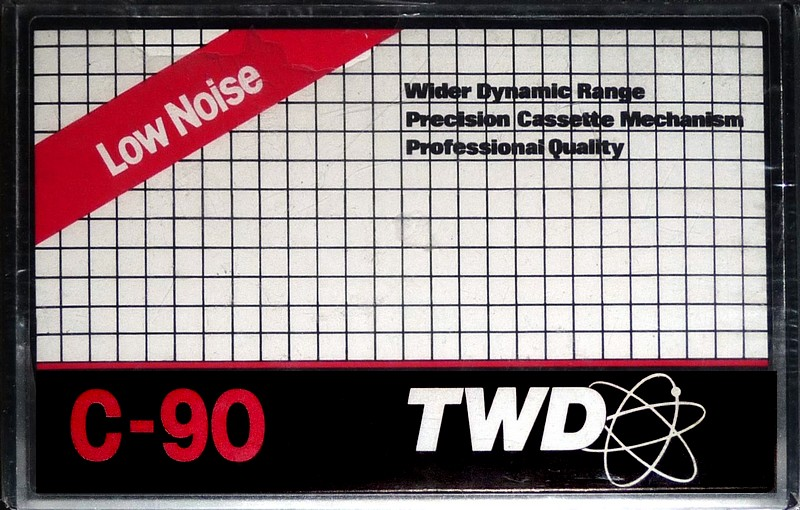 Low Noise
Wider Dynamic Range
Precision Cassette Mechanism
Professional Quality
C-90
TWD